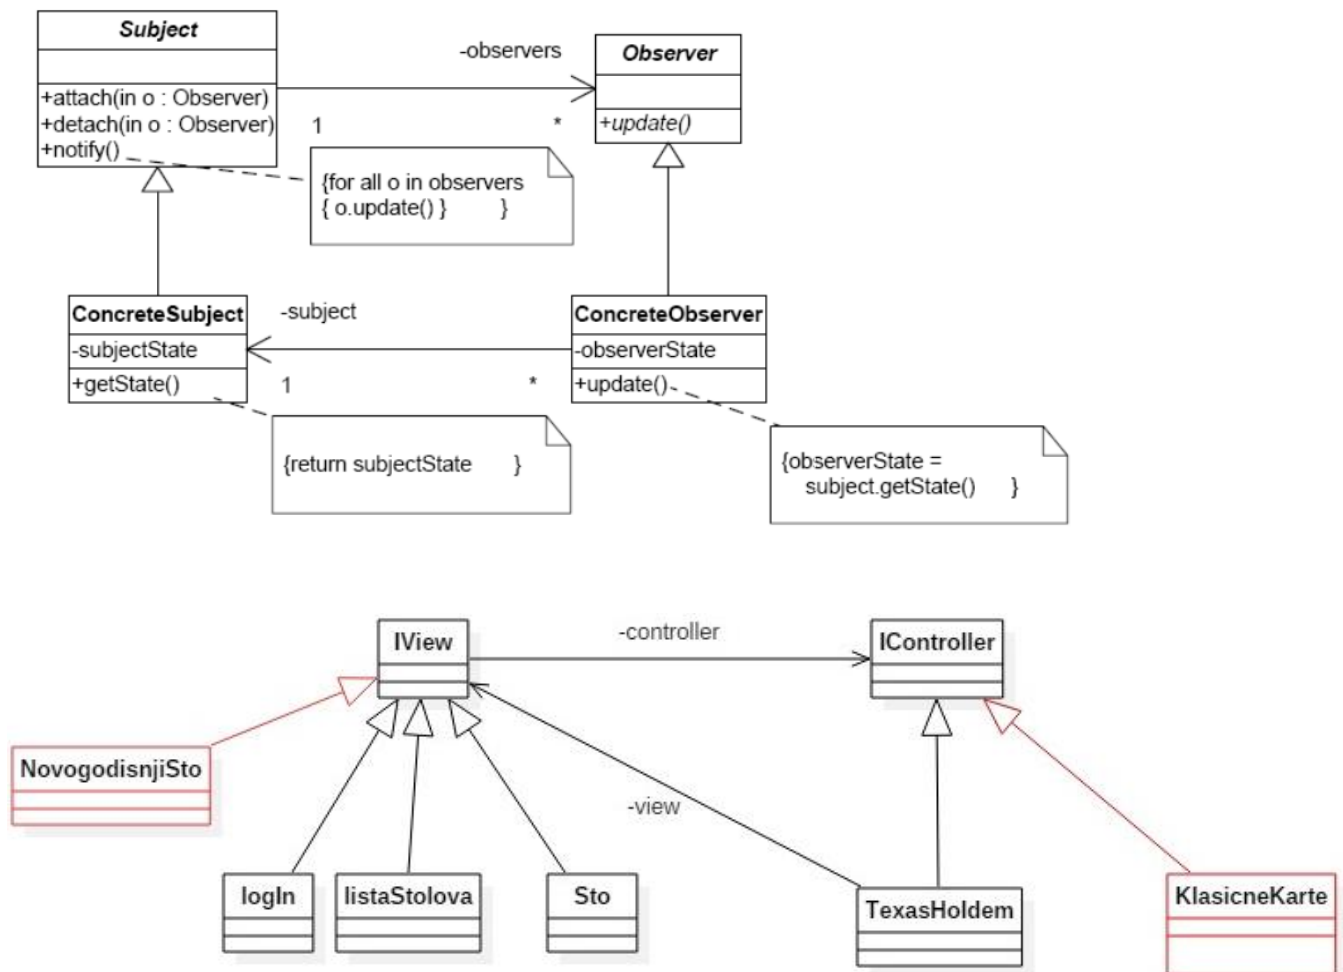 Subject
+attach(in o : Observer)
+detach(in o : Observer)
+notify()
-observers
1
*
Observer
+update()
{for all o in observers
{ o.update() } }
ConcreteSubject
-subjectState
+getState()
-subject
1
*
ConcreteObserver
-observerState
+update()
{return subjectState }
{observerState =
subject.getState() }
IView
-controller
IController
NovogodisnjiSto
-view
logIn
listaStolova
Sto
TexasHoldem
KlasicneKarte